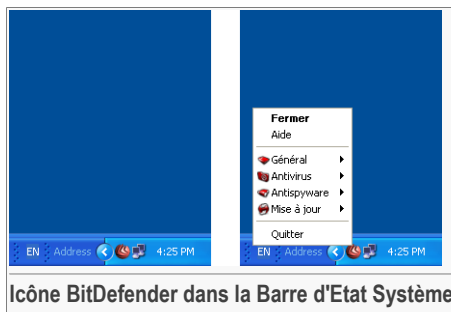 Fermer
Aide
Général
Antivirus
Antispyware
Mise à jour
Quitter
EN Address 4:25 PM
EN Address 4:25 PM
Icône BitDefender dans la Barre d'Etat Système